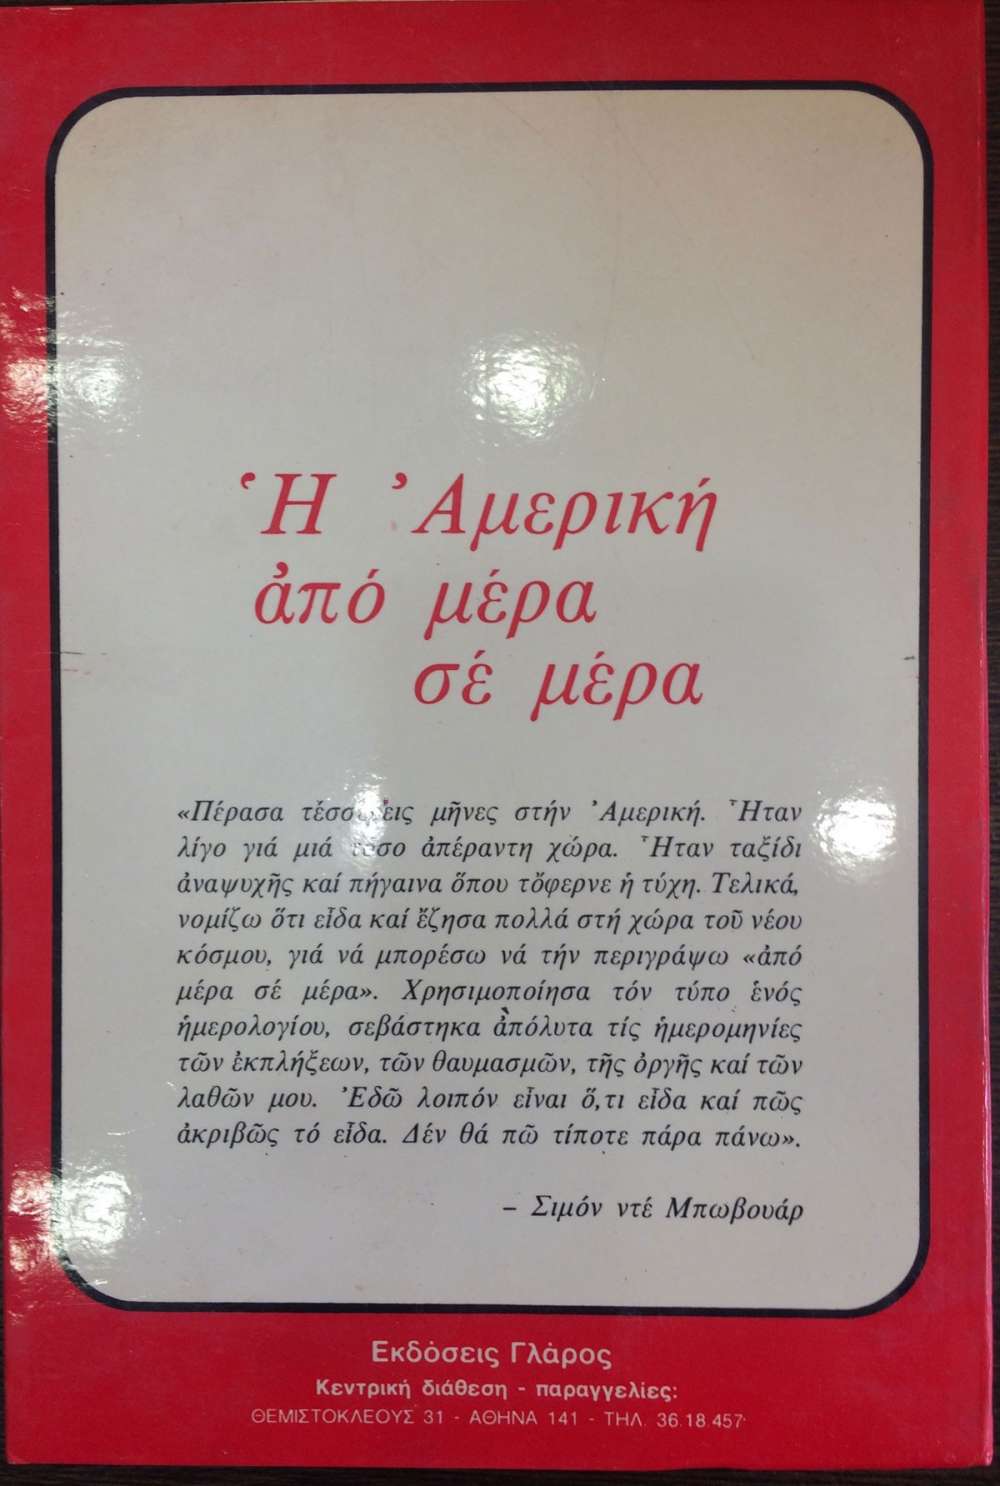 Ἡ Ἀμερική
ἀπό μέρα
σέ μέρα
«Πέρασα τέσσερεις μῆνες στήν Ἀμερική. Ἦταν
λίγο γιά μιά τόσο ἀπέραντη χώρα. Ἦταν ταξίδι
ἀναψυχῆς καί πήγαινα ὅπου τὄφερνε ἡ τύχη. Τελικά,
νομίζω ὅτι εἶδα καί ἔζησα πολλά στή χώρα τοῦ νέου
κόσμου, γιά νά μπορέσω νά τήν περιγράψω «ἀπό
μέρα σέ μέρα». Χρησιμοποίησα τόν τύπο ἑνός
ἡμερολογίου, σεβάστηκα ἀπόλυτα τίς ἡμερομηνίες
τῶν ἐκπλήξεων, τῶν θαυμασμῶν, τῆς ὀργῆς καί τῶν
λαθῶν μου. Ἐδῶ λοιπόν εἶναι ὅ,τι εἶδα καί πῶς
ἀκριβῶς τό εἶδα. Δέν θά πῶ τίποτε πάρα πάνω».
– Σιμόν ντέ Μπωβουάρ
Εκδόσεις Γλάρος
Κεντρική διάθεση - παραγγελίες:
ΘΕΜΙΣΤΟΚΛΕΟΥΣ 31 - ΑΘΗΝΑ 141 - ΤΗΛ. 36.18.457